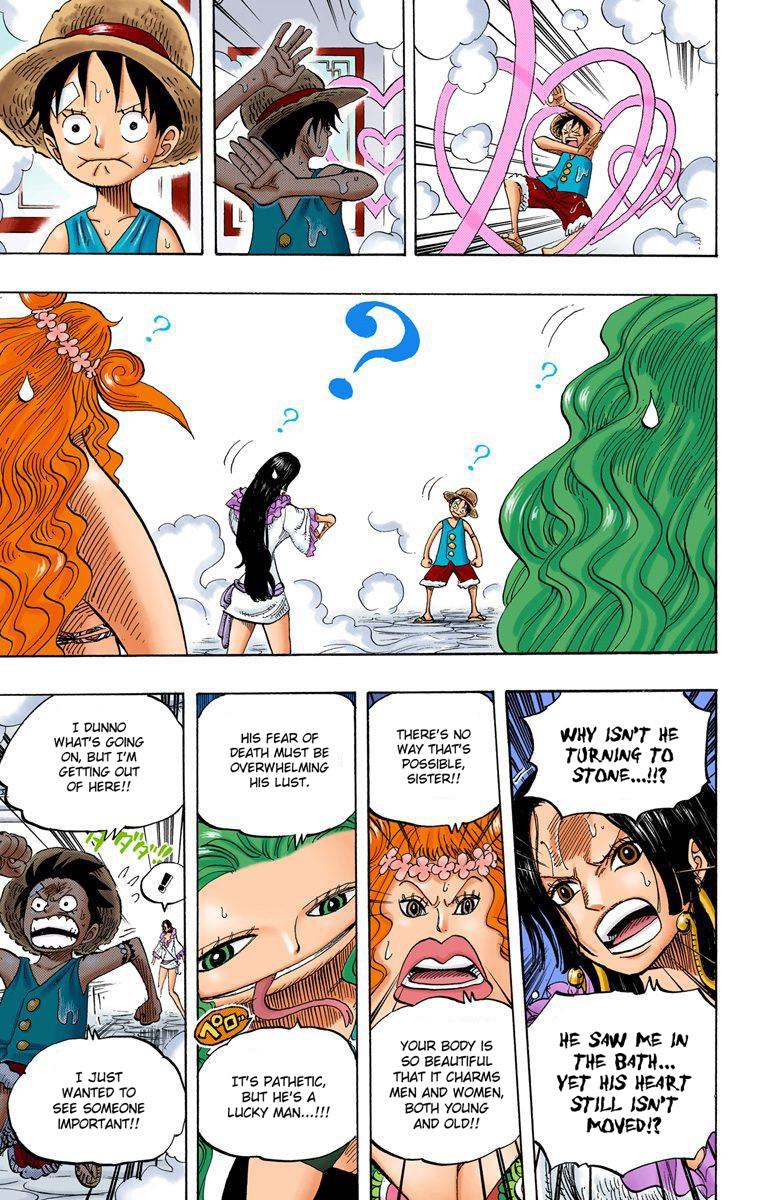 ?
?
?
?
?
WHY ISN'T HE
TURNING TO
STONE...!!?
HE SAW ME IN
THE BATH...
YET HIS HEART
STILL ISN'T
MOVED!?
THERE'S NO
WAY THAT'S
POSSIBLE,
SISTER!!
YOUR BODY IS
SO BEAUTIFUL
THAT IT CHARMS
MEN AND WOMEN,
BOTH YOUNG
AND OLD!!
HIS FEAR OF
DEATH MUST BE
OVERWHELMING
HIS LUST.
ペロッ
IT'S PATHETIC,
BUT HE'S A
LUCKY MAN...!!!
I DUNNO
WHAT'S GOING
ON, BUT I'M
GETTING OUT
OF HERE!!
!
I JUST
WANTED TO
SEE SOMEONE
IMPORTANT!!